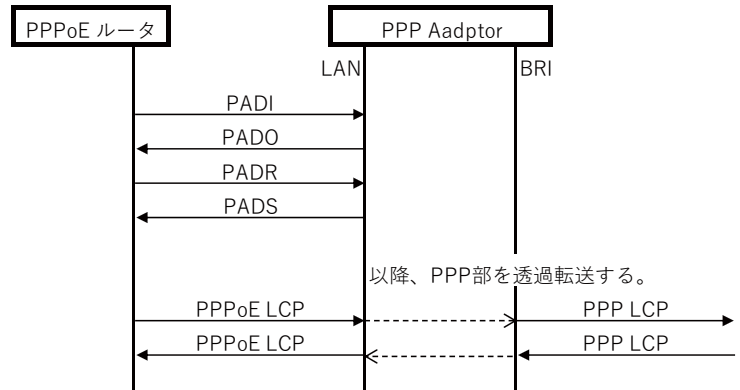 PPPoE ルータ
PPP Aadptor
LAN
BRI
PADI
PADO
PADR
PADS
以降、PPP部を透過転送する。
PPPoE LCP
PPP LCP
PPPoE LCP
PPP LCP